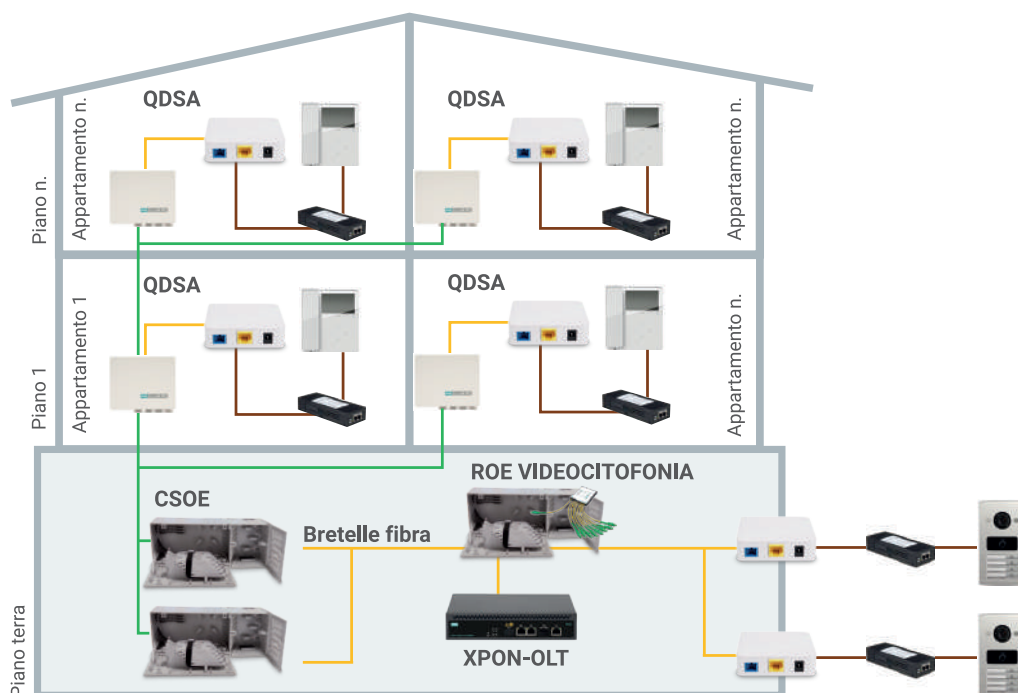 QDSA
QDSA
Appartamento n.
Appartamento n.
Piano n.
QDSA
QDSA
Appartamento 1
Appartamento n.
Piano 1
ROE VIDEOCITOFONIA
CSOE
Bretelle fibra
XPON-OLT
Piano terra